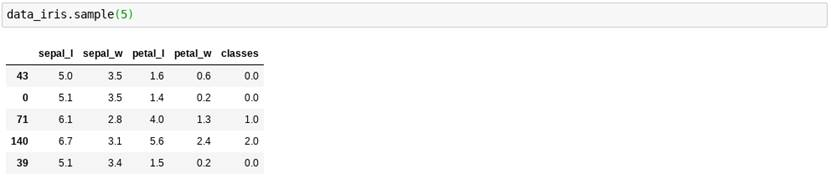 data_iris.sample(5)
sepal_l sepal_w petal_l petal_w classes
43 5.0 3.5 1.6 0.6 0.0
0 5.1 3.5 1.4 0.2 0.0
71 6.1 2.8 4.0 1.3 1.0
140 6.7 3.1 5.6 2.4 2.0
39 5.1 3.4 1.5 0.2 0.0